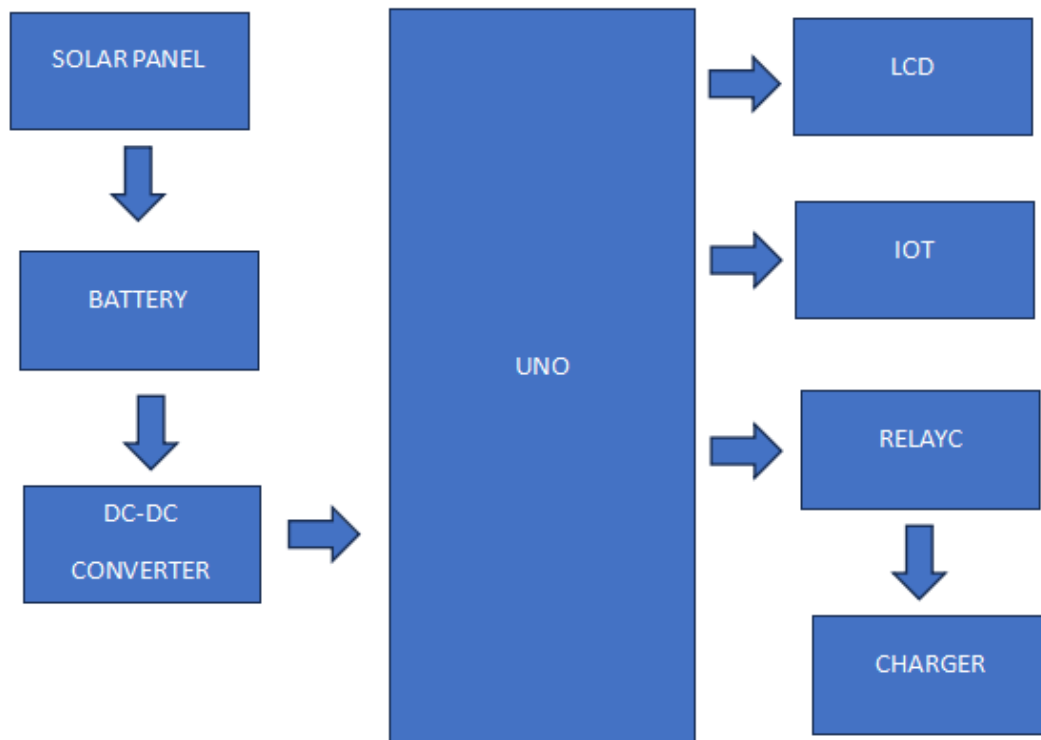 SOLAR PANEL
BATTERY
DC-DC
CONVERTER
UNO
LCD
IOT
RELAYC
CHARGER